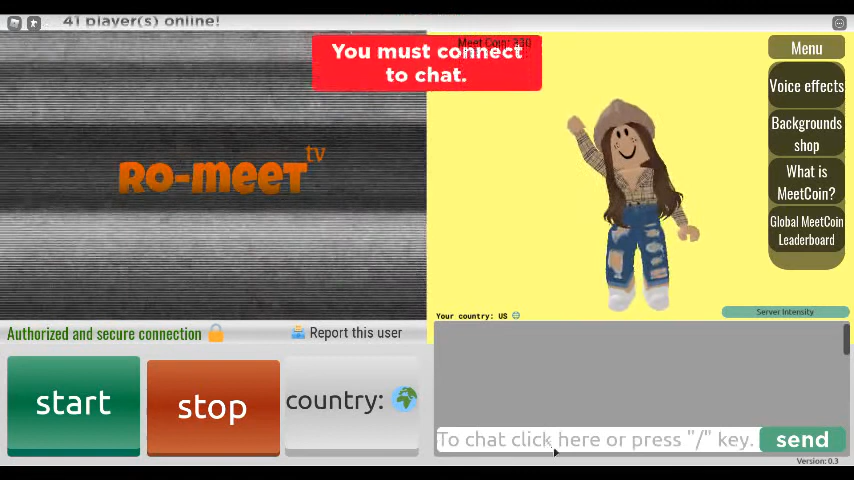 41 player(s) online!
You must connect
to chat.
Meet Coin: 330
Menu
Voice effects
Backgrounds
shop
What is
MeetCoin?
Global MeetCoin
Leaderboard
RO-MEET tv
Your country: US
Server Intensity
Authorized and secure connection
Report this user
start
stop
country:
To chat click here or press "/" key.
send
Version: 0.3